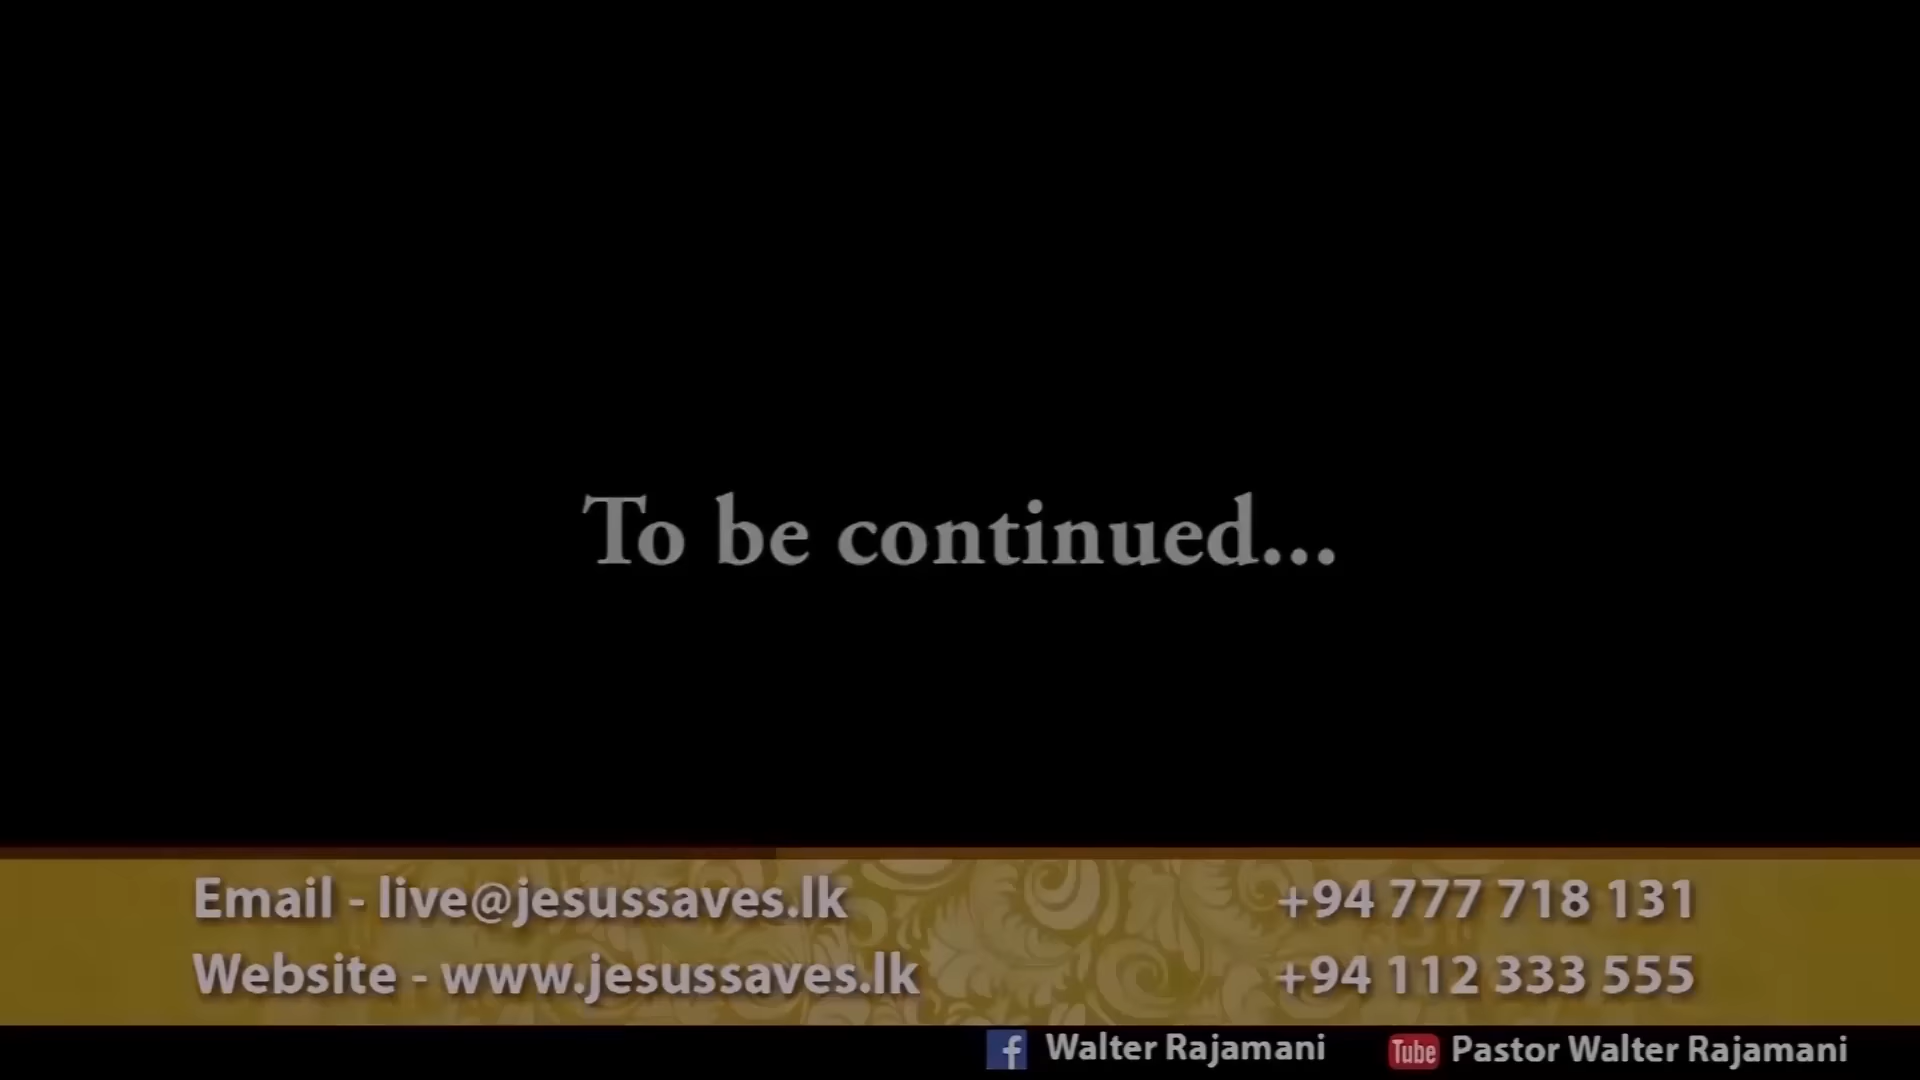 To be continued...
Email - live@jesussaves.lk
+94 777 718 131
Website - www.jesussaves.lk
+94 112 333 555
f Walter Rajamani
Tube Pastor Walter Rajamani